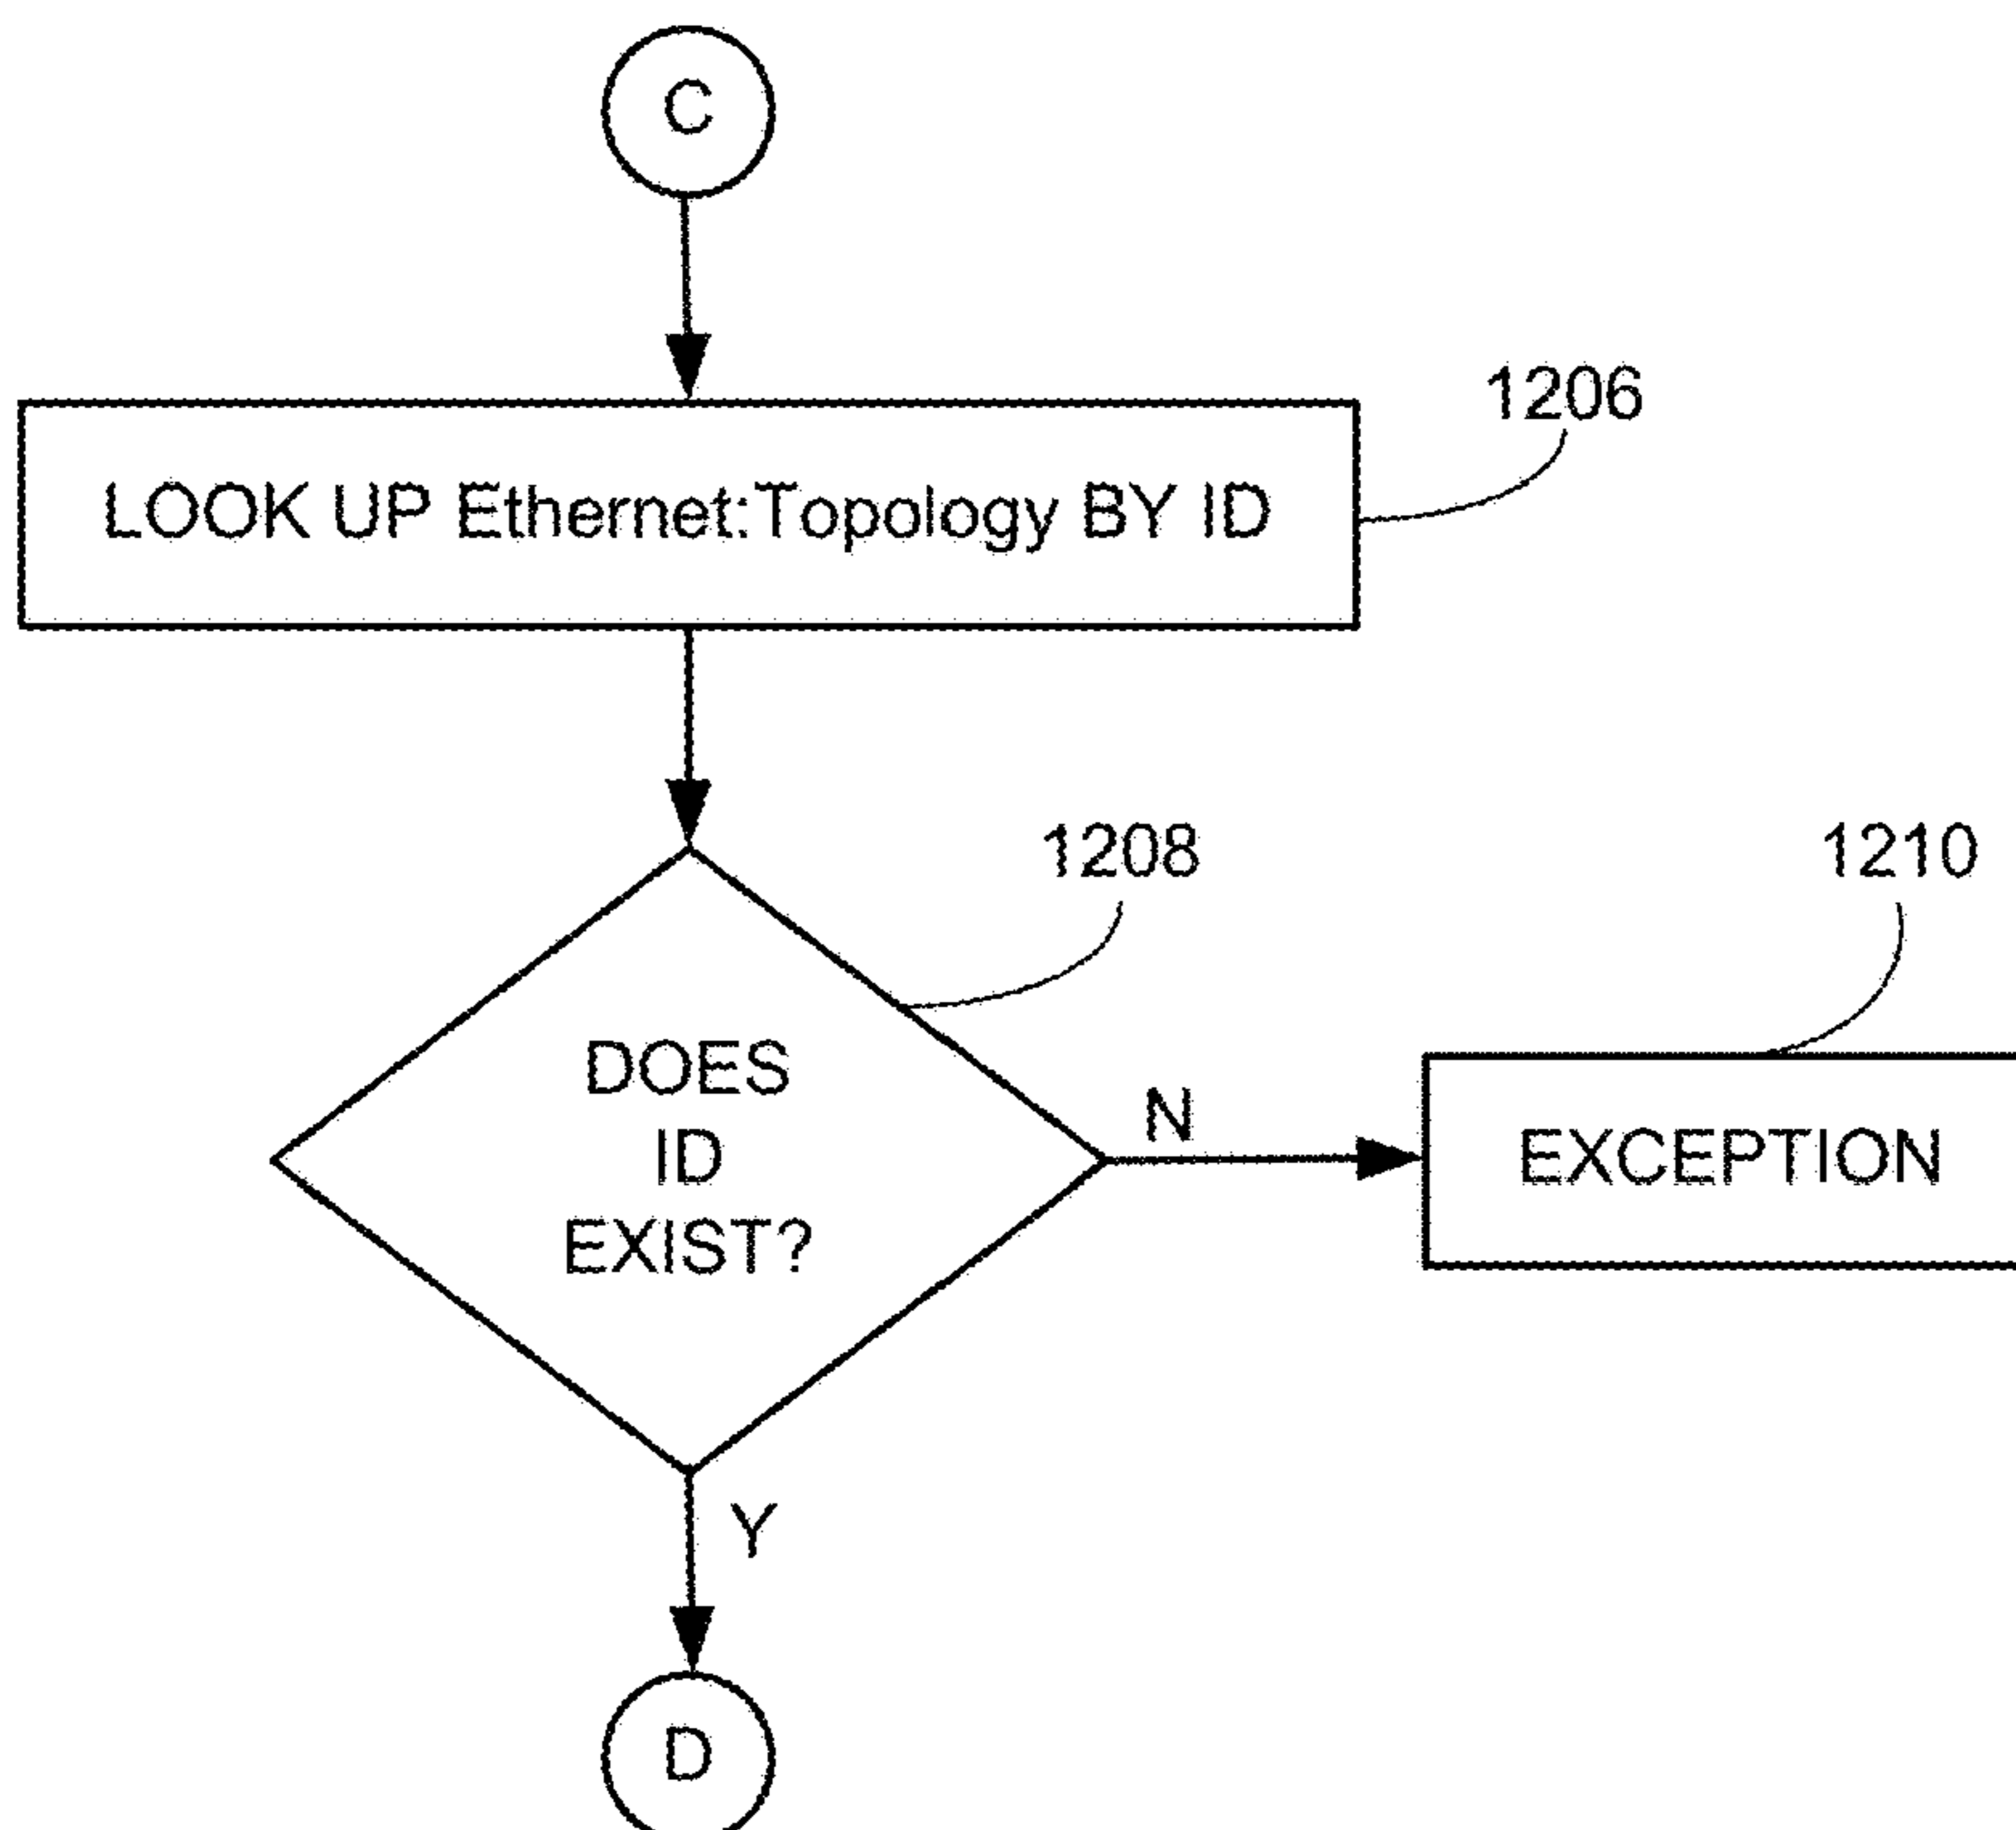 C
1206
LOOK UP Ethernet:Topology BY ID
1208
1210
DOES
ID
EXIST?
N
EXCEPTION
Y
D